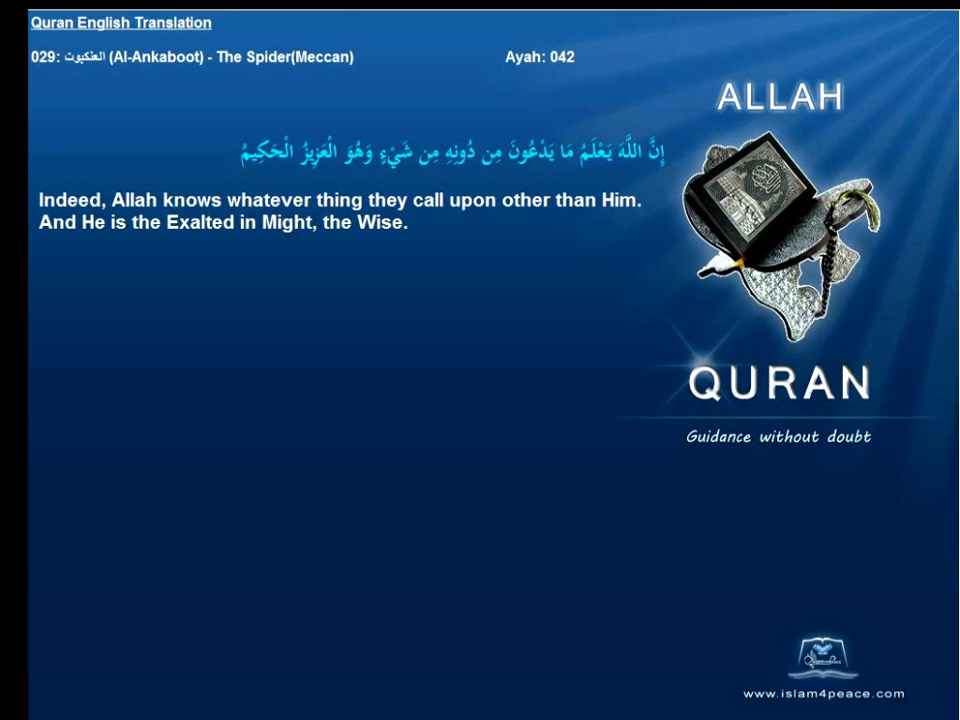 Quran English Translation
029: العنكبوت (Al-Ankaboot) - The Spider(Meccan) Ayah: 042
ALLAH
إِنَّ اللَّهَ يَعْلَمُ مَا يَدْعُونَ مِن دُونِهِ مِن شَيْءٍ وَهُوَ الْعَزِيزُ الْحَكِيمُ
Indeed, Allah knows whatever thing they call upon other than Him.
And He is the Exalted in Might, the Wise.
QURAN
Guidance without doubt
www.islam4peace.com